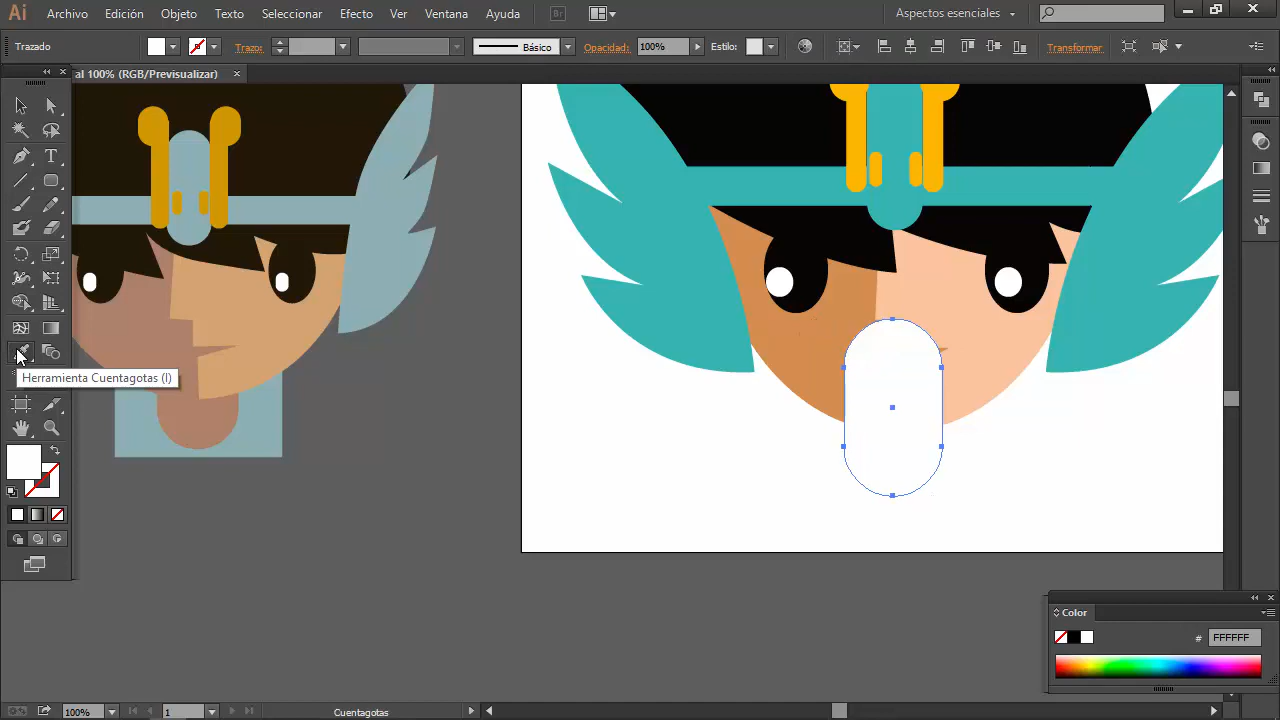 Ai Archivo Edición Objeto Texto Seleccionar Efecto Ver Ventana Ayuda Br Aspectos esenciales
Trazado Trazo: Básico Opacidad: 100% Estilo: Transformar
al 100% (RGB/Previsualizar)
T
Herramienta Cuentagotas (I)
Color
# FFFFFF
100% 1 Cuentagotas